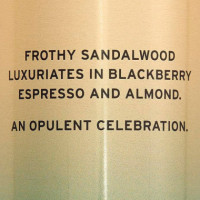 FROTHY SANDALWOOD
LUXURIATES IN BLACKBERRY
ESPRESSO AND ALMOND.
AN OPULENT CELEBRATION.